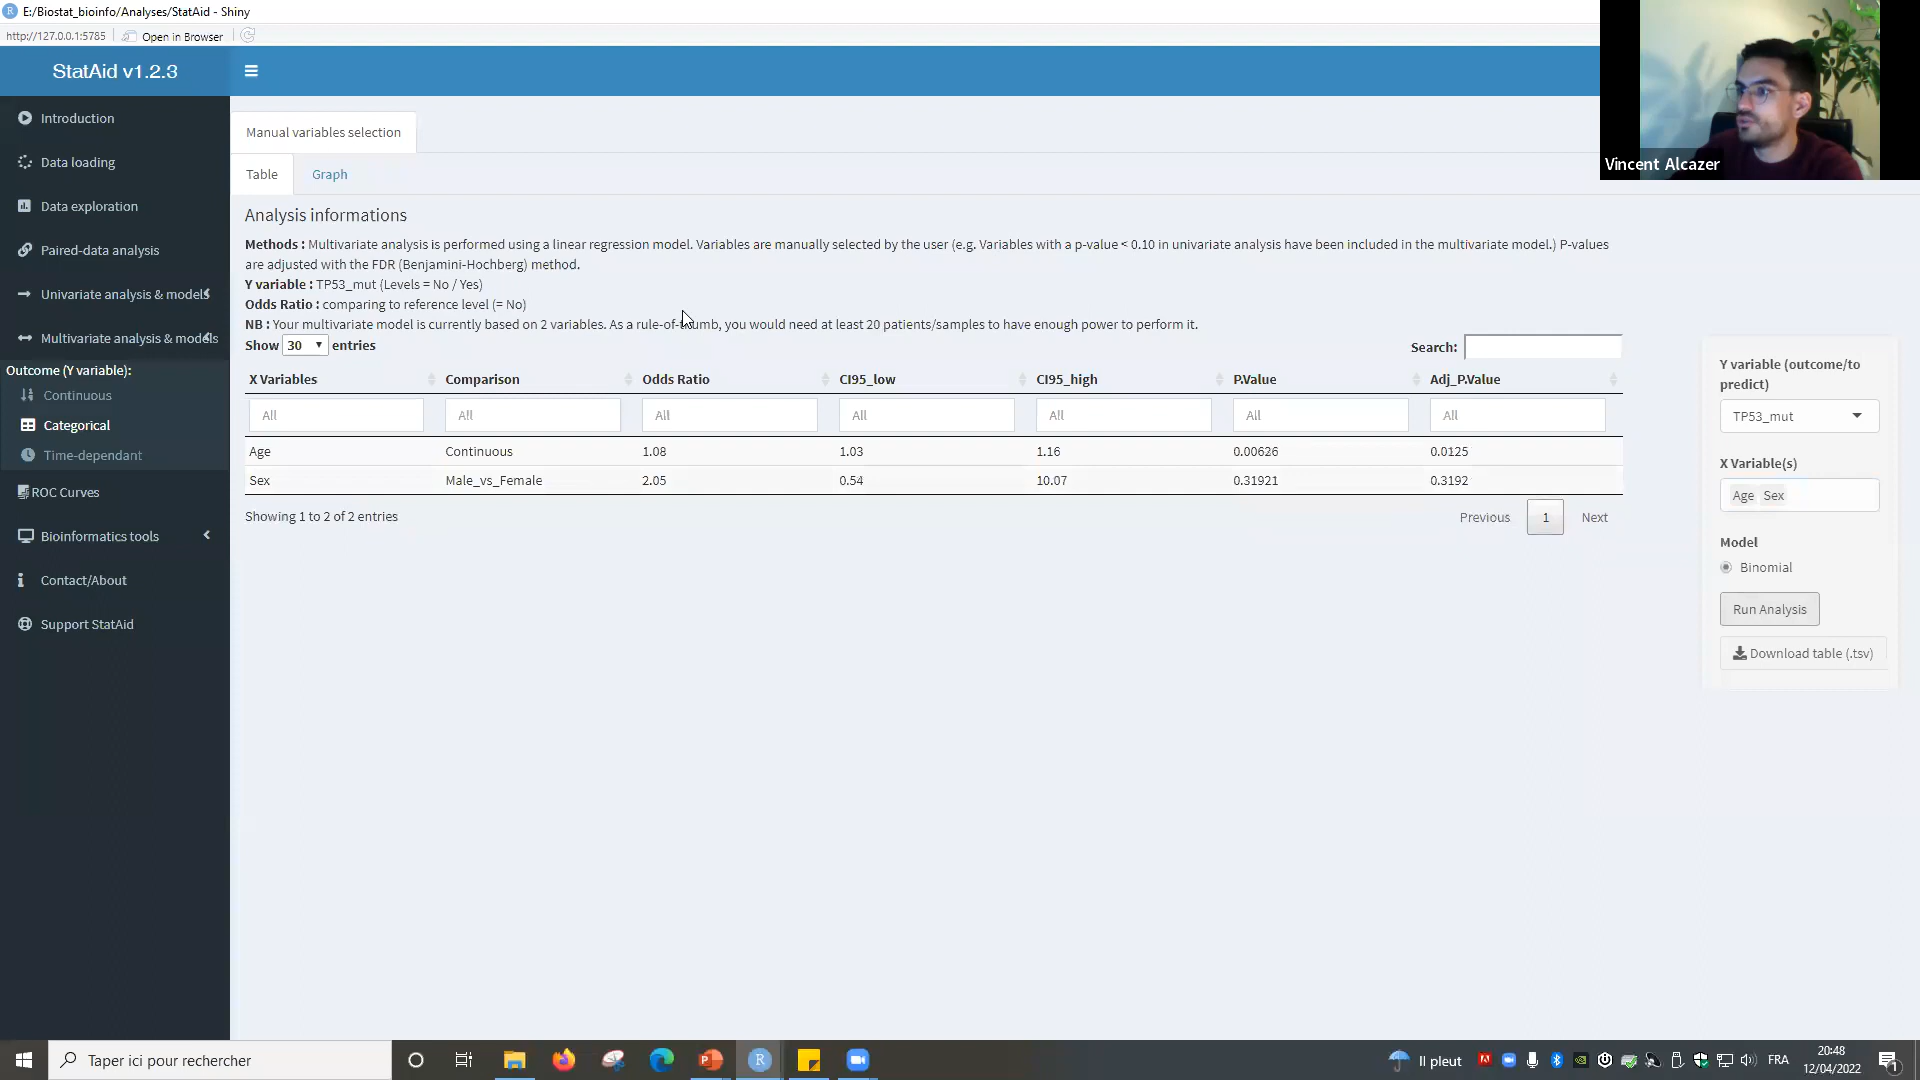 E:/Biostat_bioinfo/Analyses/StatAid - Shiny
http://127.0.0.1:5785
Open in Browser
StatAid v1.2.3
Introduction
Data loading
Data exploration
Paired-data analysis
Univariate analysis & models
Multivariate analysis & models
Outcome (Y variable):
Continuous
Categorical
Time-dependant
ROC Curves
Bioinformatics tools
Contact/About
Support StatAid
Manual variables selection
Table Graph
Analysis informations
Methods : Multivariate analysis is performed using a linear regression model. Variables are manually selected by the user (e.g. Variables with a p-value < 0.10 in univariate analysis have been included in the multivariate model.) P-values
are adjusted with the FDR (Benjamini-Hochberg) method.
Y variable : TP53_mut (Levels = No / Yes)
Odds Ratio : comparing to reference level (= No)
NB : Your multivariate model is currently based on 2 variables. As a rule-of-thumb, you would need at least 20 patients/samples to have enough power to perform it.
Show 30 entries
Search:
X Variables Comparison Odds Ratio CI95_low CI95_high P.Value Adj_P.Value
All All All All All All All
Age Continuous 1.08 1.03 1.16 0.00626 0.0125
Sex Male_vs_Female 2.05 0.54 10.07 0.31921 0.3192
Showing 1 to 2 of 2 entries
Previous 1 Next
Y variable (outcome/to
predict)
TP53_mut
X Variable(s)
Age Sex
Model
Binomial
Run Analysis
Download table (.tsv)
Vincent Alcazer
Taper ici pour rechercher
Il pleut
FRA
20:48
12/04/2022
1